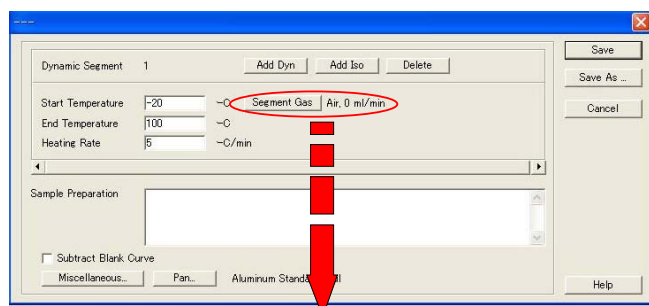 ---
Save
Dynamic Segment 1 Add Dyn Add Iso Delete
Save As ...
Start Temperature -20 ~C Segment Gas Air, 0 ml/min
Cancel
End Temperature 100 ~C
Heating Rate 5 ~C/min
Sample Preparation
Subtract Blank Curve
Miscellaneous... Pan... Aluminum
Help